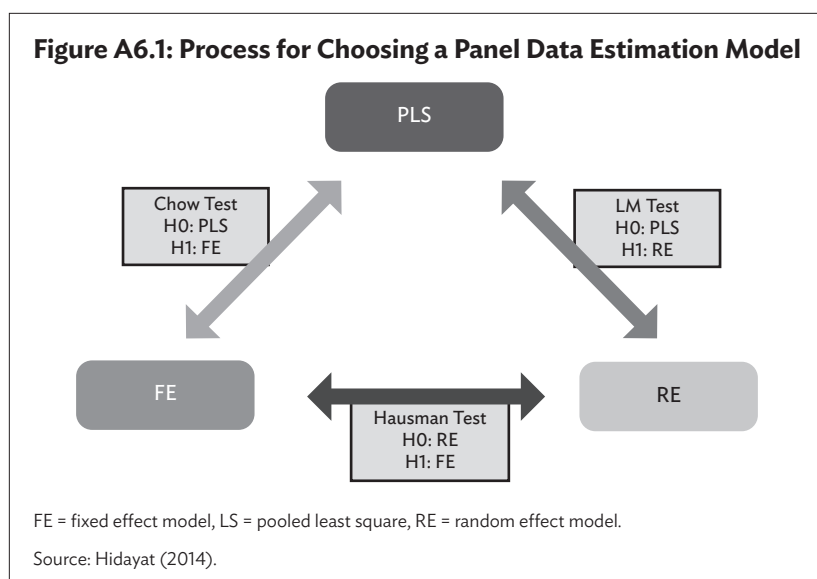 Figure A6.1: Process for Choosing a Panel Data Estimation Model
PLS
Chow Test
H0: PLS
H1: FE
LM Test
H0: PLS
H1: RE
FE
RE
Hausman Test
H0: RE
H1: FE
FE = fixed effect model, LS = pooled least square, RE = random effect model.
Source: Hidayat (2014).